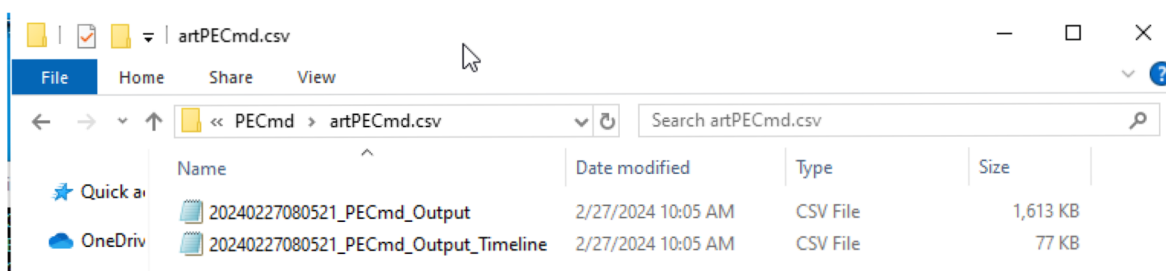 artPECmd.csv
File Home Share View
« PECmd › artPECmd.csv Search artPECmd.csv
Name Date modified Type Size
Quick a
20240227080521_PECmd_Output 2/27/2024 10:05 AM CSV File 1,613 KB
OneDriv 20240227080521_PECmd_Output_Timeline 2/27/2024 10:05 AM CSV File 77 KB